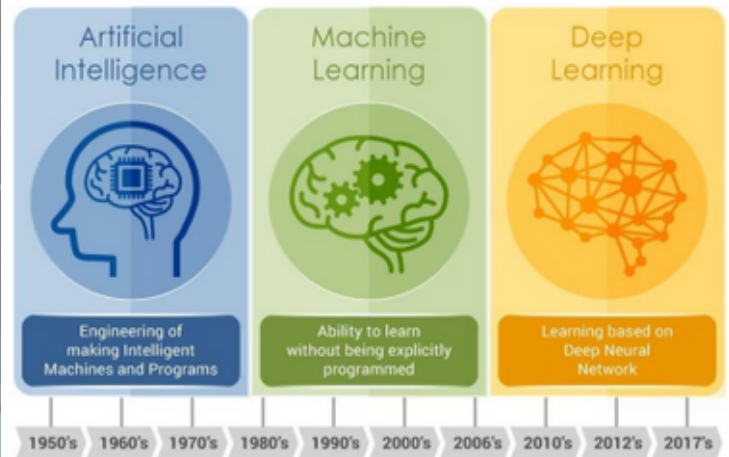 Artificial
Intelligence
Machine
Learning
Deep
Learning
Engineering of
making Intelligent
Machines and Programs
Ability to learn
without being explicitly
programmed
Learning based on
Deep Neural
Network
1950's 1960's 1970's 1980's 1990's 2000's 2006's 2010's 2012's 2017's